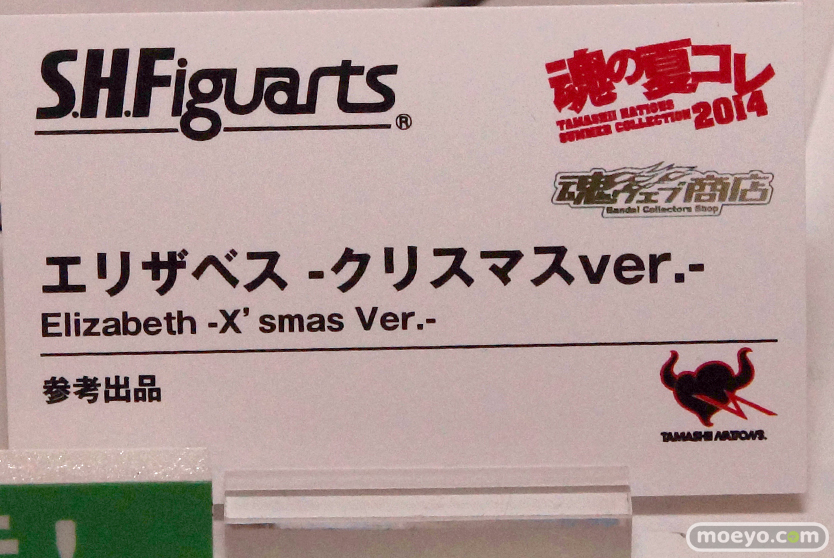 S.H.Figuarts®
魂の夏コレ
TAMASHII NATIONS
SUMMER COLLECTION 2014
魂ウェブ商店
Bandai Collectors Shop
エリザベス -クリスマスver.-
Elizabeth -X’smas Ver.-
参考出品
TAMASHII NATIONS.
moeyo.com